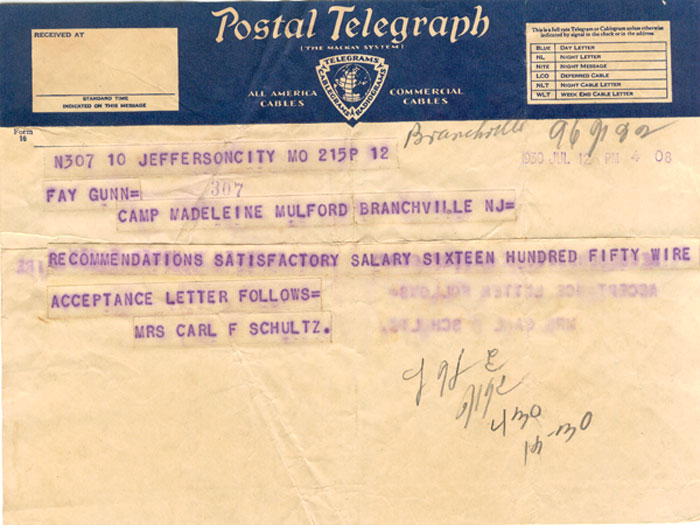 Postal Telegraph
(THE MACKAY SYSTEM)
RECEIVED AT
STANDARD TIME
INDICATED ON THIS MESSAGE
TELEGRAMS
CABLEGRAMS
RADIOGRAMS
ALL AMERICA
CABLES
COMMERCIAL
CABLES
This is a full rate Telegram or Cablegram unless otherwise
indicated by signal in the check or in the address.
BLUE DAY LETTER
NL NIGHT LETTER
NITE NIGHT MESSAGE
LCO DEFERRED CABLE
NLT NIGHT CABLE LETTER
WLT WEEK END CABLE LETTER
Form
16
Branchville
N307 10 JEFFERSONCITY MO 215P 12
1930 JUL 12 PM 4 08
FAY GUNN=
307
CAMP MADELEINE MULFORD BRANCHVILLE NJ=
RECOMMENDATIONS SATISFACTORY SALARY SIXTEEN HUNDRED FIFTY WIRE
ACCEPTANCE LETTER FOLLOWS=
MRS CARL F SCHULTZ.
430